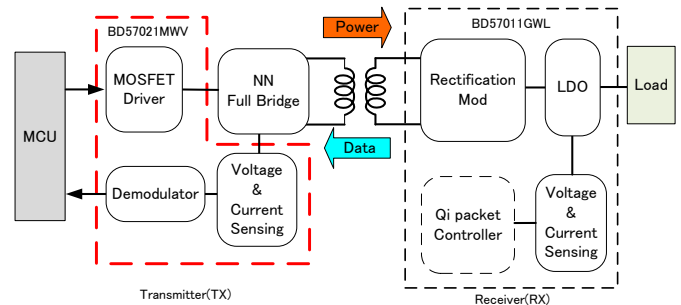 BD57021MWV
Power
BD57011GWL
MCU
MOSFET
Driver
NN
Full Bridge
Rectification
Mod
LDO
Load
Data
Demodulator
Voltage
&
Current
Sensing
Qi packet
Controller
Voltage
&
Current
Sensing
Transmitter(TX)
Receiver(RX)